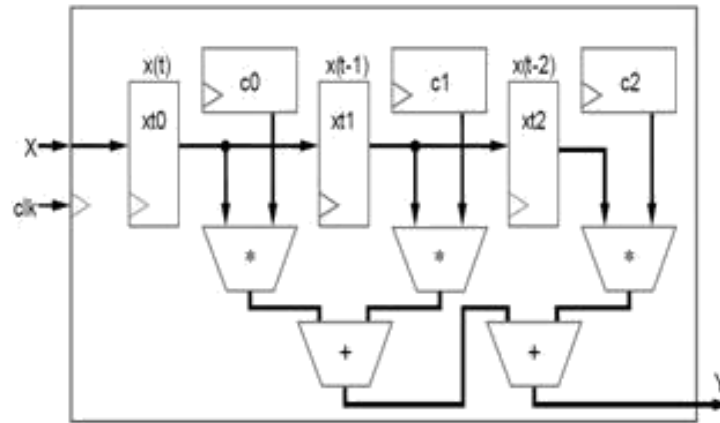 x(t) x(t-1) x(t-2)
c0 c1 c2
xt0 xt1 xt2
X
clk
* * *
+ +
Y